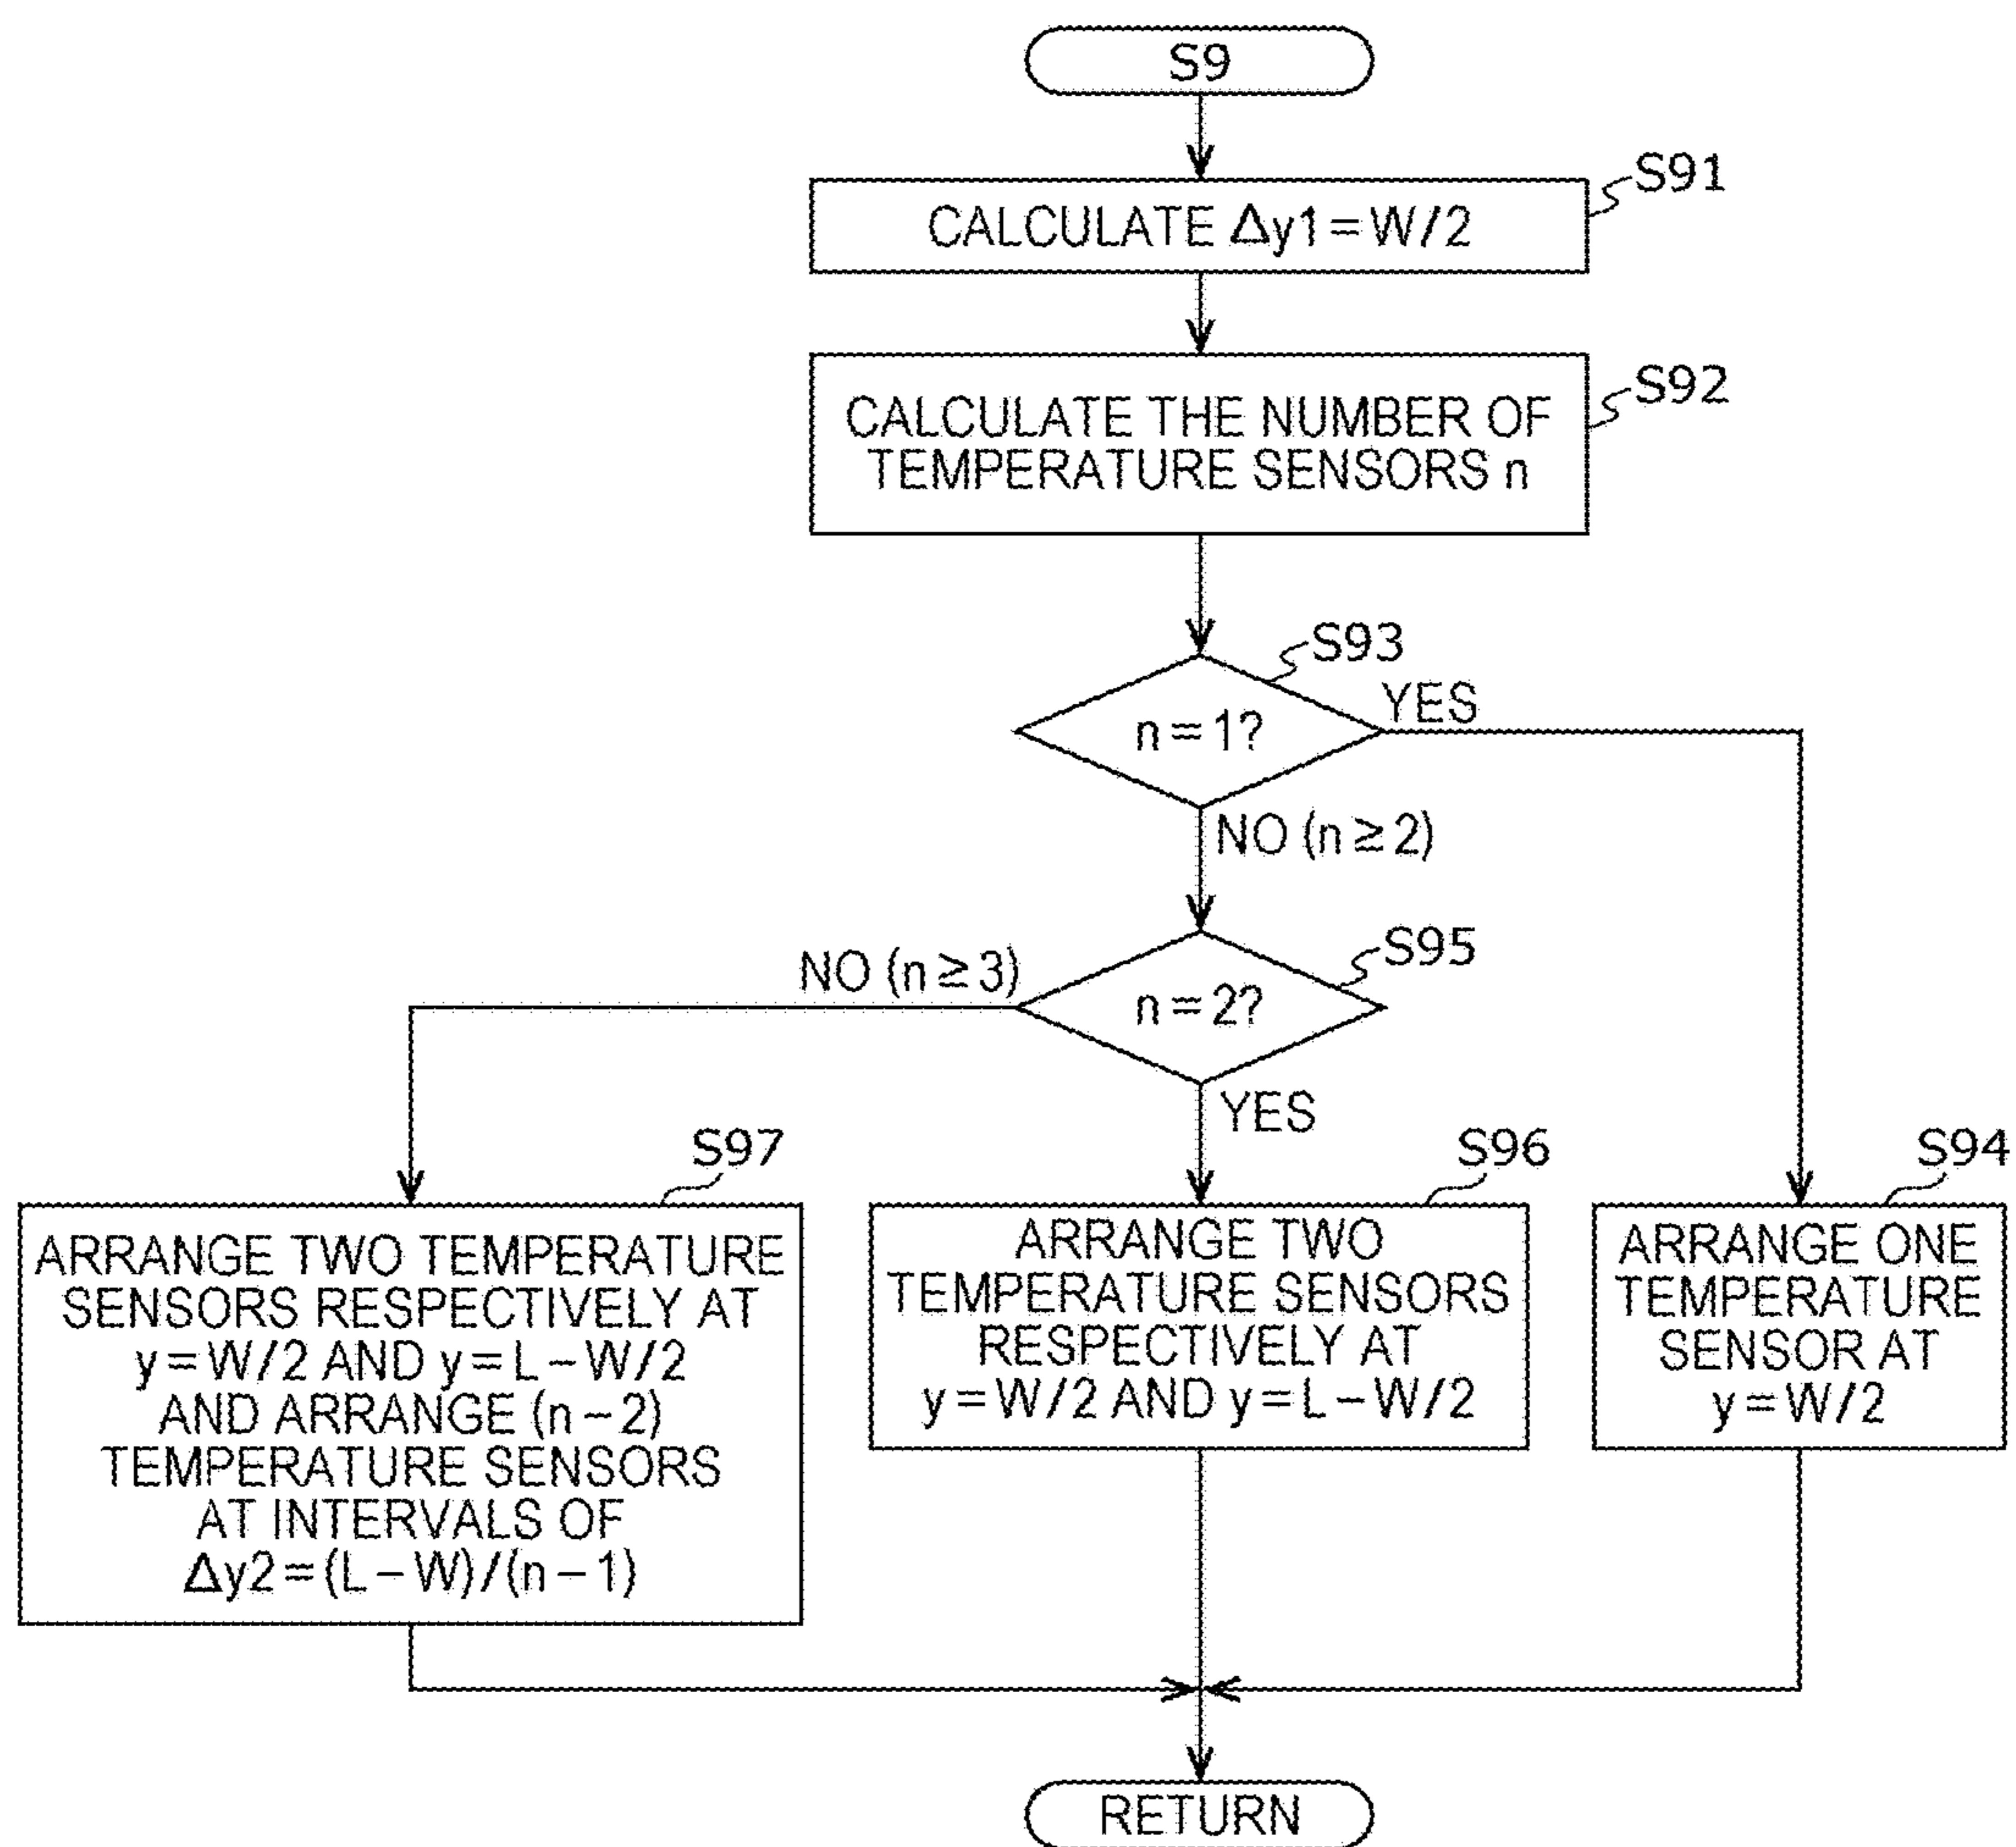 S9
S91
CALCULATE Δy1=W/2
S92
CALCULATE THE NUMBER OF
TEMPERATURE SENSORS n
S93
n=1?
YES
NO (n≧2)
S95
n=2?
NO (n≧3)
YES
S97
ARRANGE TWO TEMPERATURE
SENSORS RESPECTIVELY AT
y=W/2 AND y=L−W/2
AND ARRANGE (n−2)
TEMPERATURE SENSORS
AT INTERVALS OF
Δy2=(L−W)/(n−1)
S96
ARRANGE TWO
TEMPERATURE SENSORS
RESPECTIVELY AT
y=W/2 AND y=L−W/2
S94
ARRANGE ONE
TEMPERATURE
SENSOR AT
y=W/2
RETURN